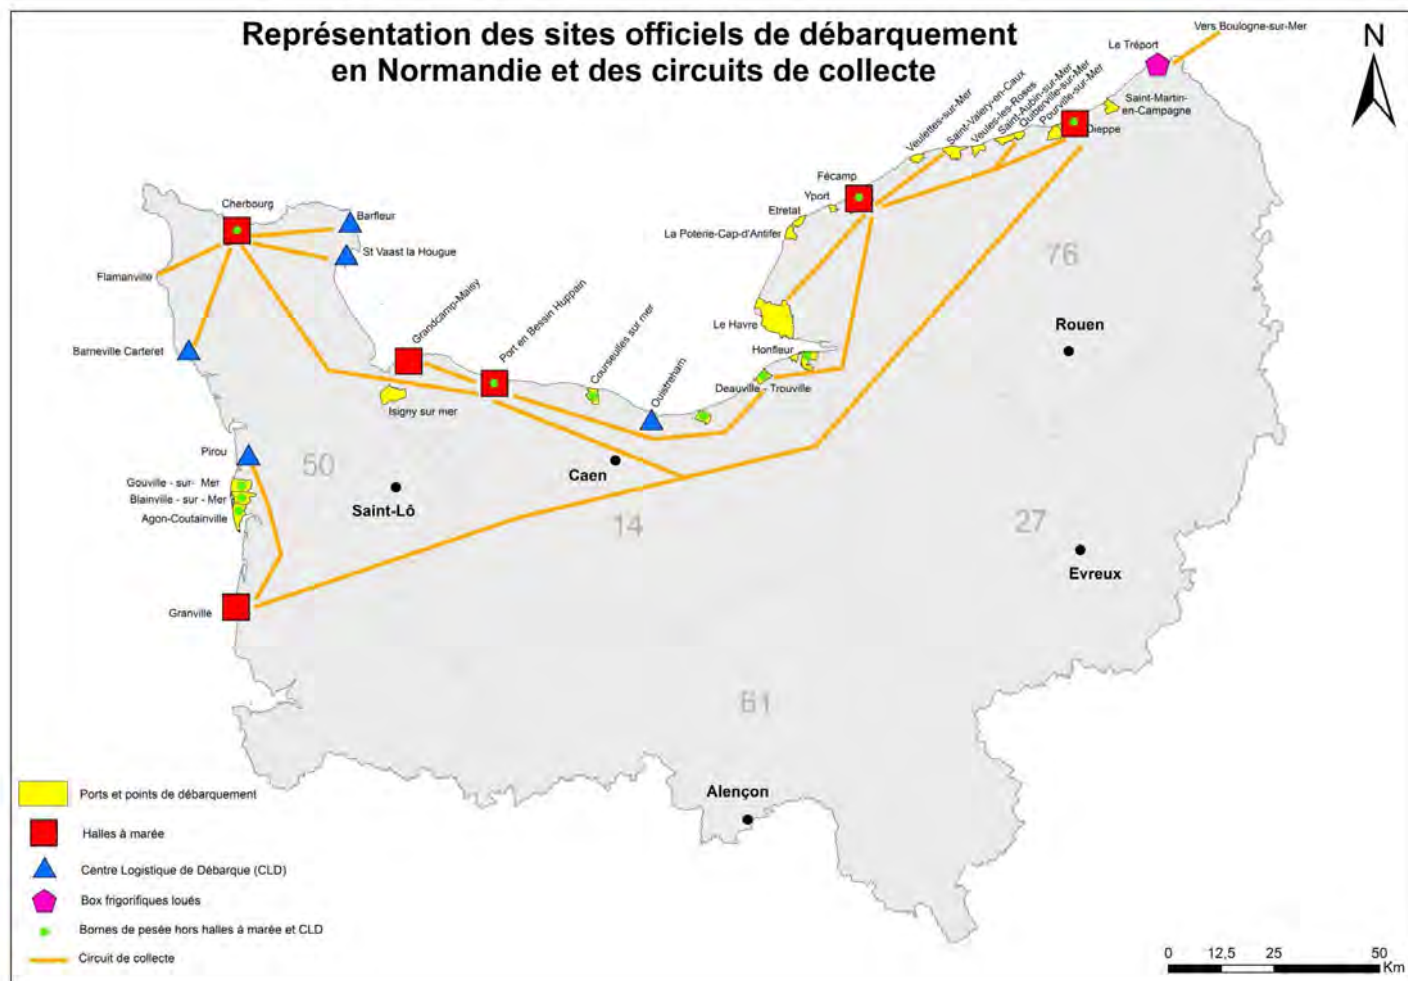 Représentation des sites officiels de débarquement
en Normandie et des circuits de collecte
Vers Boulogne-sur-Mer
Le Tréport
N
Saint-Martin-
en-Campagne
Dieppe
Pourville-sur-Mer
Quiberville-sur-Mer
Saint-Aubin-sur-Mer
Veules-les-Roses
Saint-Valery-en-Caux
Veulettes-sur-Mer
Fécamp
Yport
Etretat
La Poterie-Cap-d'Antifer
Cherbourg
Barfleur
St Vaast la Hougue
Flamanville
76
Grandcamp-Maisy
Port en Bessin Huppain
Courseulles sur mer
Ouistreham
Le Havre
Rouen
Honfleur
Barneville Carteret
Deauville - Trouville
Isigny sur mer
Pirou
50
Caen
Gouville - sur- Mer
Blainville - sur - Mer
Saint-Lô
Agon-Coutainville
14
27
Evreux
Granville
61
Alençon
Ports et points de débarquement
Halles à marée
Centre Logistique de Débarque (CLD)
Box frigorifiques loués
Bornes de pesée hors halles à marée et CLD
Circuit de collecte
0 12,5 25 50
Km